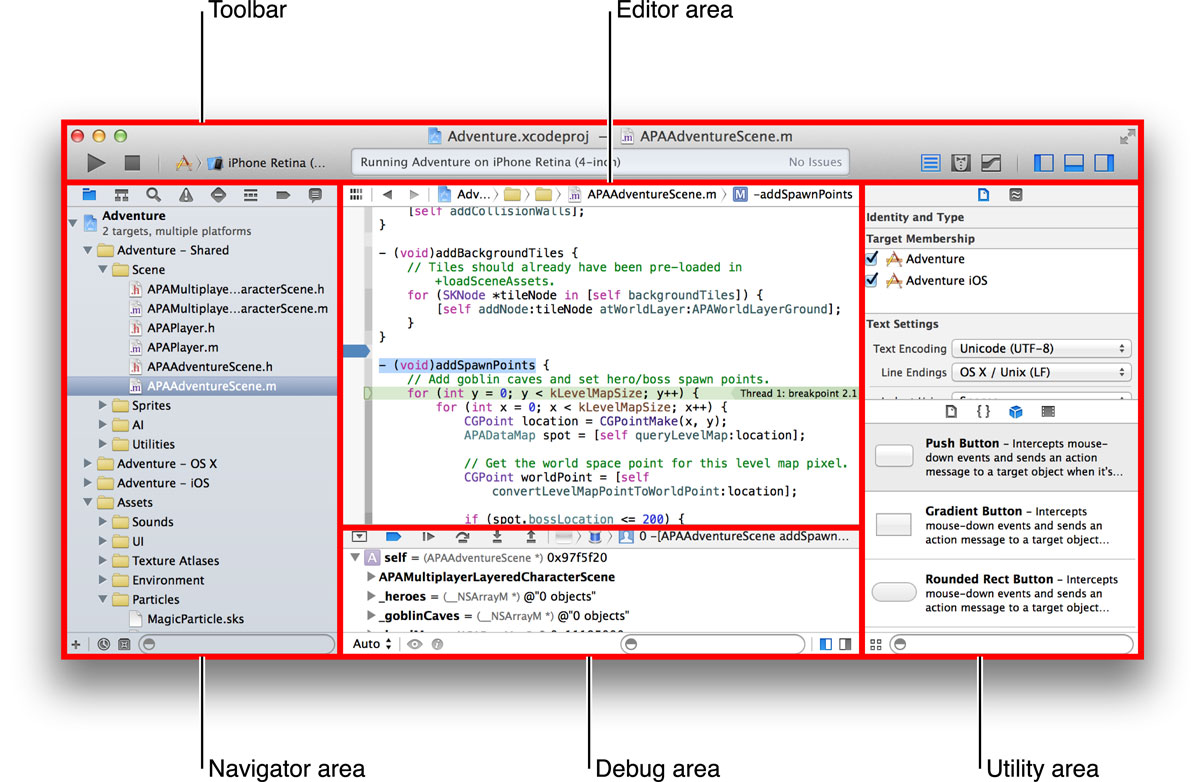 Toolbar
Editor area
Adventure.xcodeproj – APAAdventureScene.m
iPhone Retina (...
Running Adventure on iPhone Retina (4-inch)
No Issues
Adventure
2 targets, multiple platforms
Adventure – Shared
Scene
APAMultiplaye...aracterScene.h
APAMultiplaye...aracterScene.m
APAPlayer.h
APAPlayer.m
APAAdventureScene.h
APAAdventureScene.m
Sprites
AI
Utilities
Adventure – OS X
Adventure – iOS
Assets
Sounds
UI
Texture Atlases
Environment
Particles
MagicParticle.sks
Adv... APAAdventureScene.m M -addSpawnPoints
[self addCollisionWalls];
}
- (void)addBackgroundTiles {
// Tiles should already have been pre-loaded in
+loadSceneAssets.
for (SKNode *tileNode in [self backgroundTiles]) {
[self addNode:tileNode atWorldLayer:APAWorldLayerGround];
}
}
- (void)addSpawnPoints {
// Add goblin caves and set hero/boss spawn points.
for (int y = 0; y < kLevelMapSize; y++) {
Thread 1: breakpoint 2.1
for (int x = 0; x < kLevelMapSize; x++) {
CGPoint location = CGPointMake(x, y);
APADataMap spot = [self queryLevelMap:location];
// Get the world space point for this level map pixel.
CGPoint worldPoint = [self
convertLevelMapPointToWorldPoint:location];
if (spot.bossLocation <= 200) {
0 -[APAAdventureScene addSpawn...
A self = (APAAdventureScene *) 0x97f5f20
APAMultiplayerLayeredCharacterScene
_heroes = (__NSArrayM *) @"0 objects"
_goblinCaves = (__NSArrayM *) @"0 objects"
Auto
Identity and Type
Target Membership
Adventure
Adventure iOS
Text Settings
Text Encoding Unicode (UTF-8)
Line Endings OS X / Unix (LF)
{ }
Push Button – Intercepts mouse-
down events and sends an action
message to a target object when it's...
Gradient Button – Intercepts
mouse-down events and sends an
action message to a target object...
Rounded Rect Button – Intercepts
mouse-down events and sends an
action message to a target object...
Navigator area
Debug area
Utility area